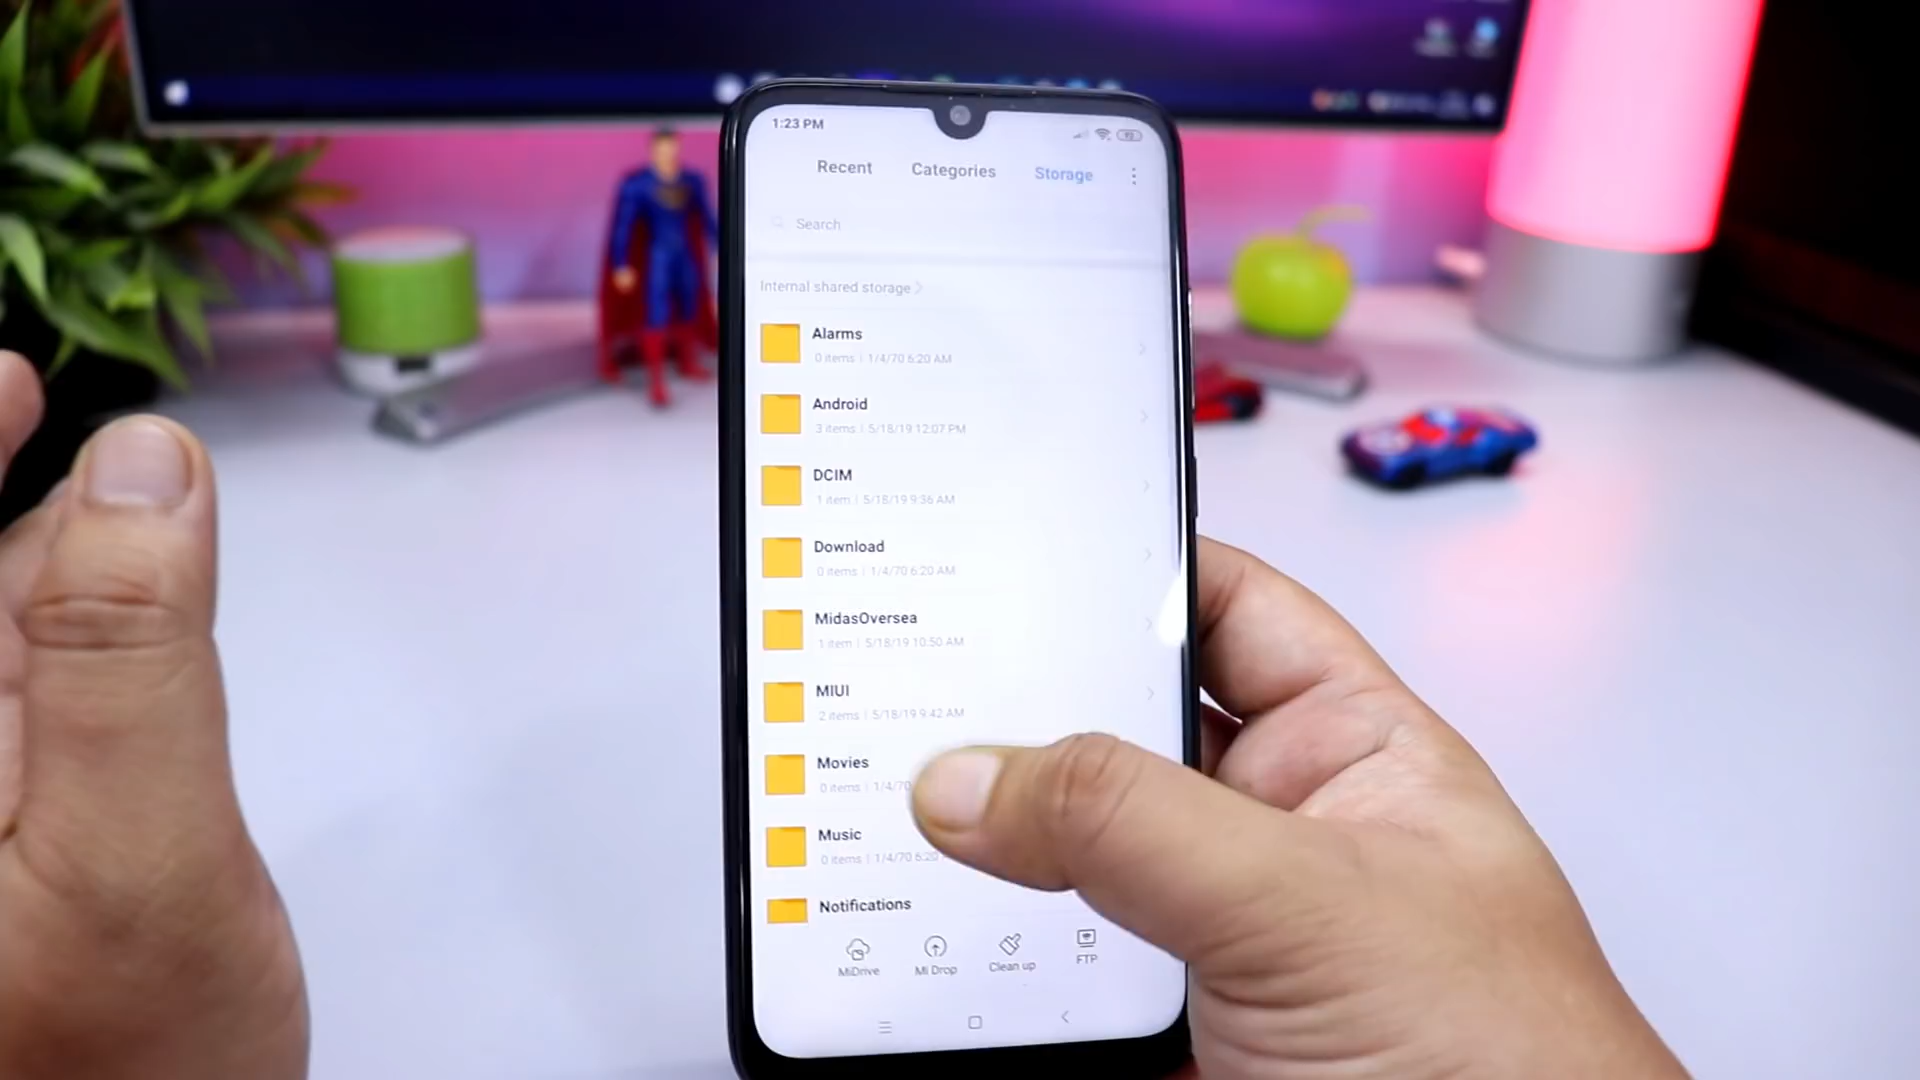 1:23 PM
Recent Categories Storage
Search
Internal shared storage
Alarms
0 items | 1/4/70 6:20 AM
Android
3 items | 5/18/19 12:07 PM
DCIM
1 item | 5/18/19 9:36 AM
Download
0 items | 1/4/70 6:20 AM
MidasOversea
1 item | 5/18/19 10:50 AM
MIUI
2 items | 5/18/19 9:42 AM
Movies
0 items | 1/4/70
Music
0 items | 1/4/70 6:20
Notifications
MiDrive Mi Drop Clean up FTP